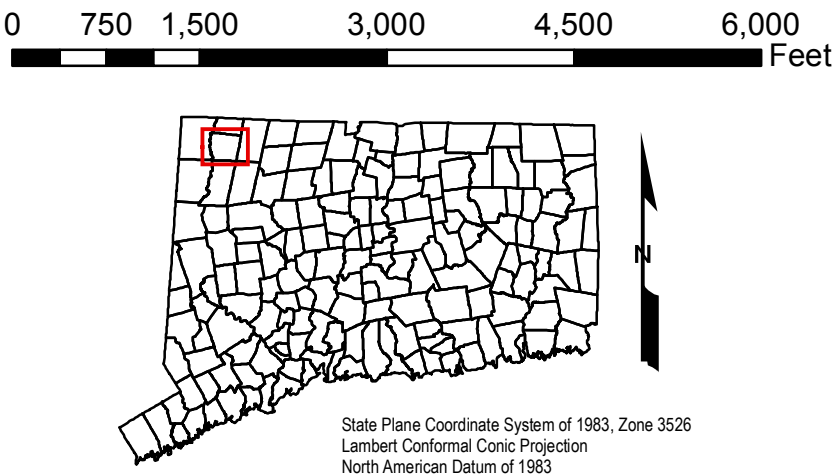 0 750 1,500 3,000 4,500 6,000
Feet
N
State Plane Coordinate System of 1983, Zone 3526
Lambert Conformal Conic Projection
North American Datum of 1983